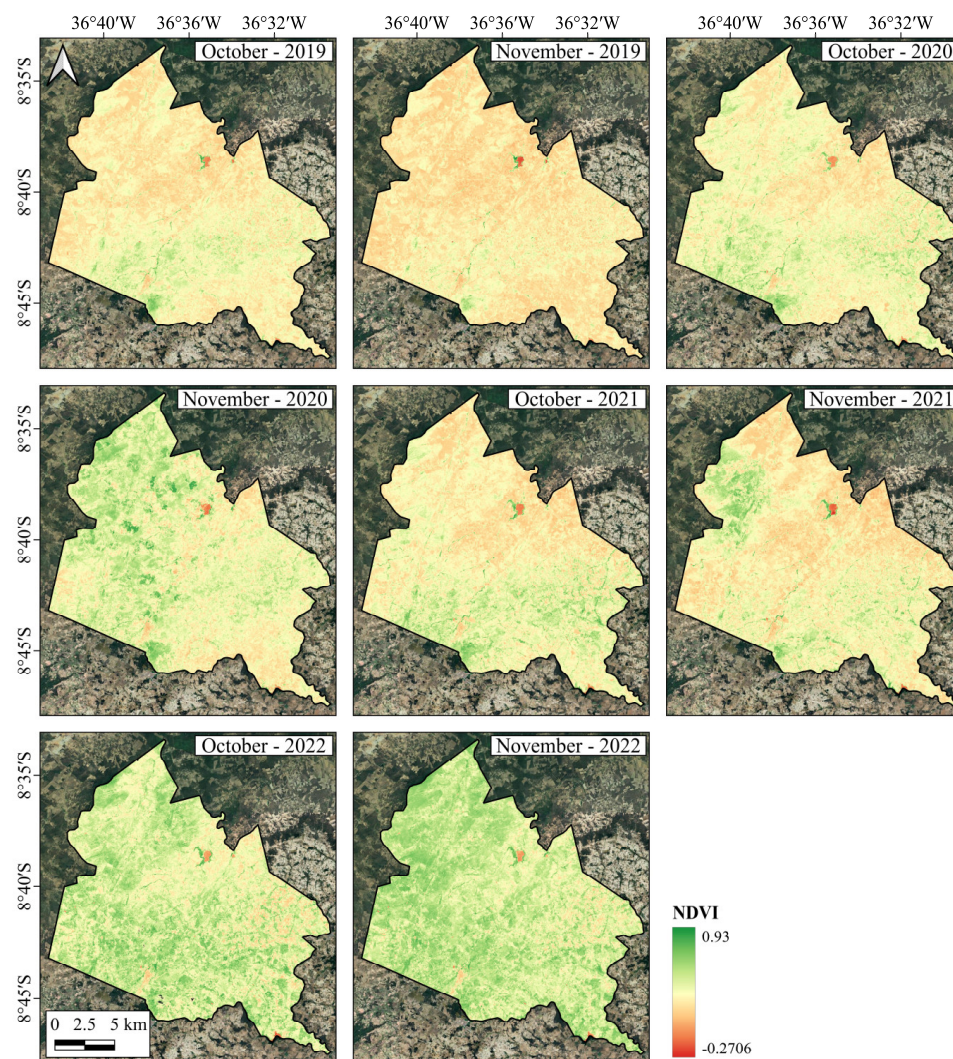 36°40′W 36°36′W 36°32′W 36°40′W 36°36′W 36°32′W 36°40′W 36°35′W 36°32′W
October - 2019
November - 2019
October - 2020
8°35′S
8°40′S
8°45′S
November - 2020
October - 2021
November - 2021
8°35′S
8°40′S
8°45′S
October - 2022
November - 2022
8°35′S
8°40′S
8°45′S
NDVI
0.93
-0.2706
0 2.5 5 km